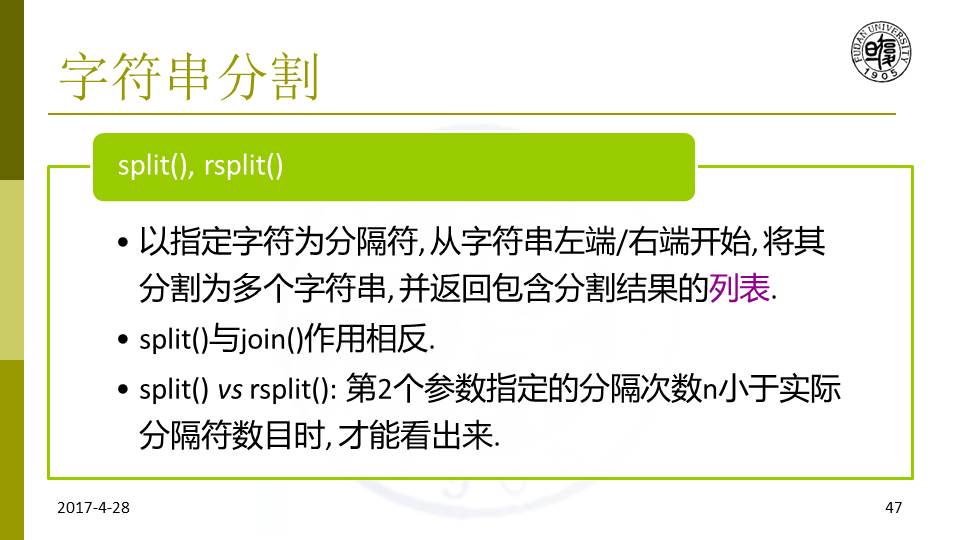 字符串分割
FUDAN UNIVERSITY
1905
split(), rsplit()
• 以指定字符为分隔符, 从字符串左端/右端开始, 将其
分割为多个字符串, 并返回包含分割结果的列表.
• split()与join()作用相反.
• split() vs rsplit(): 第2个参数指定的分隔次数n小于实际
分隔符数目时, 才能看出来.
2017-4-28
47